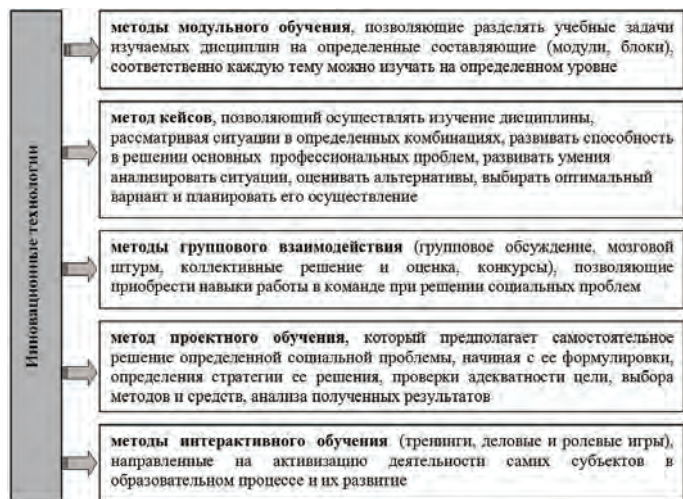 Инновационные технологии
методы модульного обучения, позволяющие разделять учебные задачи
изучаемых дисциплин на определенные составляющие (модули, блоки),
соответственно каждую тему можно изучать на определенном уровне
метод кейсов, позволяющий осуществлять изучение дисциплины,
рассматривая ситуации в определенных комбинациях, развивать способность
в решении основных профессиональных проблем, развивать умения
анализировать ситуации, оценивать альтернативы, выбирать оптимальный
вариант и планировать его осуществление
методы группового взаимодействия (групповое обсуждение, мозговой
штурм, коллективные решение и оценка, конкурсы), позволяющие
приобрести навыки работы в команде при решении социальных проблем
метод проектного обучения, который предполагает самостоятельное
решение определенной социальной проблемы, начиная с ее формулировки,
определения стратегии ее решения, проверки адекватности цели, выбора
методов и средств, анализа полученных результатов
методы интерактивного обучения (тренинги, деловые и ролевые игры),
направленные на активизацию деятельности самих субъектов в
образовательном процессе и их развитие